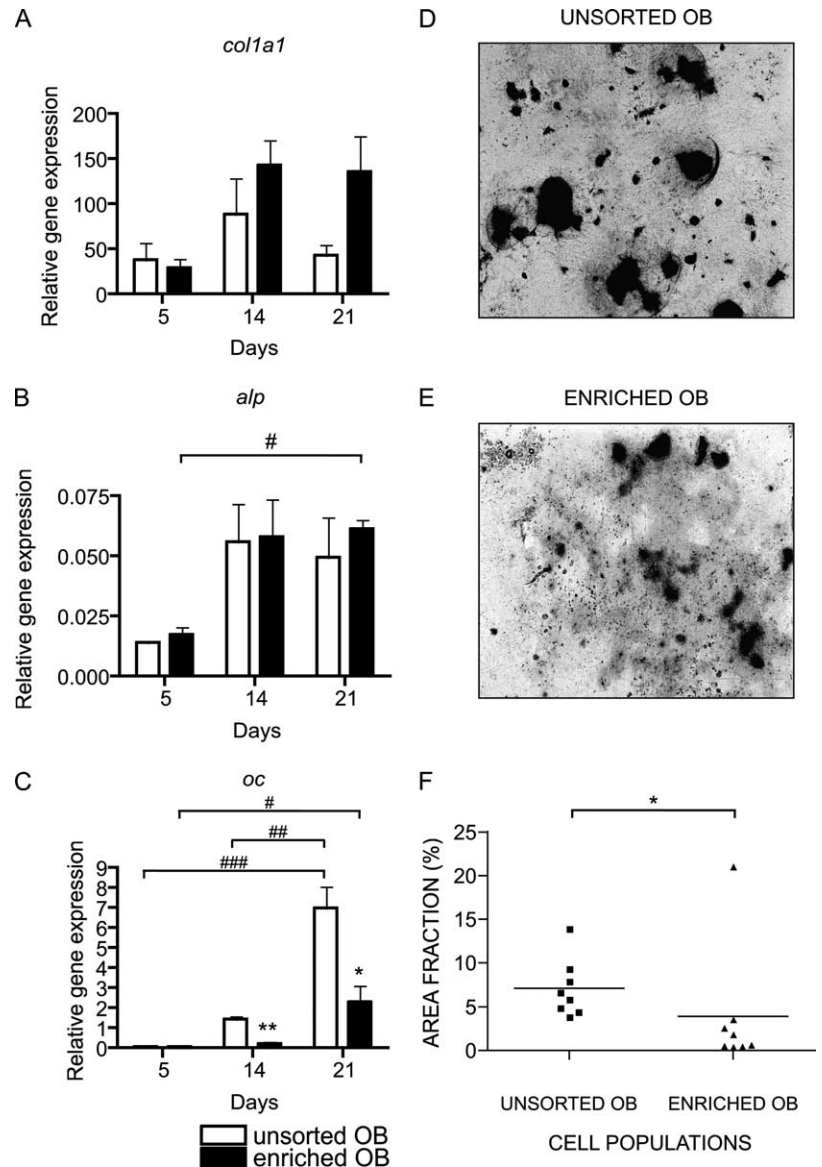 A
col1a1
Relative gene expression
200
150
100
50
0
5 14 21
Days
B
alp
#
Relative gene expression
0.075
0.050
0.025
0.000
5 14 21
Days
C
oc
#
##
###
Relative gene expression
9
8
7
6
5
4
3
2
1
0
** *
5 14 21
Days
unsorted OB
enriched OB
D
UNSORTED OB
E
ENRICHED OB
F
*
AREA FRACTION (%)
25
20
15
10
5
0
UNSORTED OB ENRICHED OB
CELL POPULATIONS